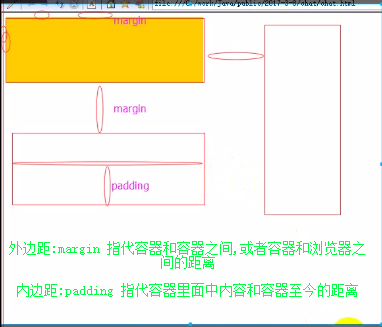 file:///C:/work/java/public/2017-3-8/chat/chat.html
margin
margin
padding
外边距:margin 指代容器和容器之间,或者容器和浏览器之
间的距离
内边距:padding 指代容器里面中内容和容器至今的距离